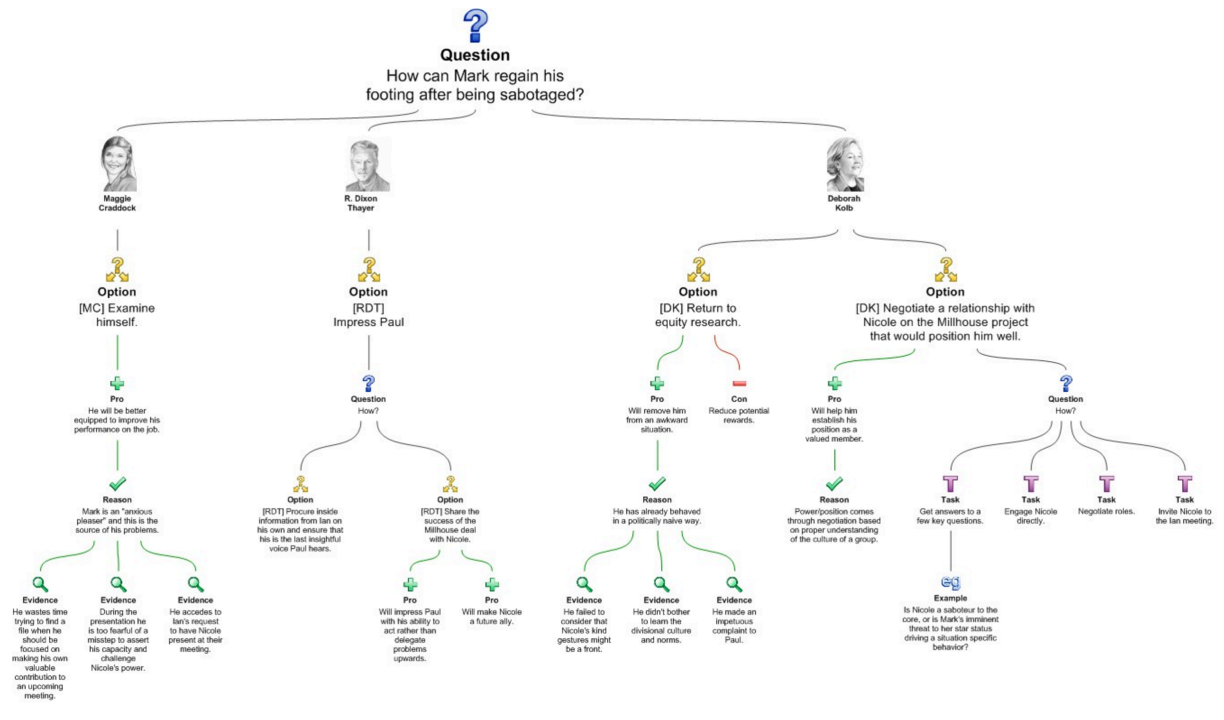 Question
How can Mark regain his
footing after being sabotaged?
Maggie
Craddock
R. Dixon
Thayer
Deborah
Kolb
Option
[MC] Examine
himself.
Option
[RDT]
Impress Paul
Option
[DK] Return to
equity research.
Option
[DK] Negotiate a relationship with
Nicole on the Millhouse project
that would position him well.
Pro
He will be better
equipped to improve his
performance on the job.
Question
How?
Pro
Will remove him
from an awkward
situation.
Con
Reduce potential
rewards.
Pro
Will help him
establish his
position as a
valued member.
Question
How?
Reason
Mark is an "anxious
pleaser" and this is the
source of his problems.
Option
[RDT] Procure inside
information from Ian on
his own and ensure that
his is the last insightful
voice Paul hears.
Option
[RDT] Share the
success of the
Millhouse deal
with Nicole.
Reason
He has already behaved
in a politically naive way.
Reason
Power/position comes
through negotiation based
on proper understanding
of the culture of a group.
Task
Get answers to a
few key questions.
Task
Engage Nicole
directly.
Task
Negotiate roles.
Task
Invite Nicole to
the Ian meeting.
Evidence
He wastes time
trying to find a
file when he
should be
focused on
making his own
valuable
contribution to
an upcoming
meeting.
Evidence
During the
presentation he
is too fearful of a
misstep to assert
his capacity and
challenge
Nicole's power.
Evidence
He accedes to
Ian's request
to have Nicole
present at their
meeting.
Pro
Will impress Paul
with his ability to
act rather than
delegate
problems
upwards.
Pro
Will make Nicole
a future ally.
Evidence
He failed to
consider that
Nicole's kind
gestures might
be a front.
Evidence
He didn't bother
to learn the
divisional culture
and norms.
Evidence
He made an
impetuous
complaint to
Paul.
eg
Example
Is Nicole a saboteur to the
core, or is Mark's imminent
threat to her star status
driving a situation specific
behavior?